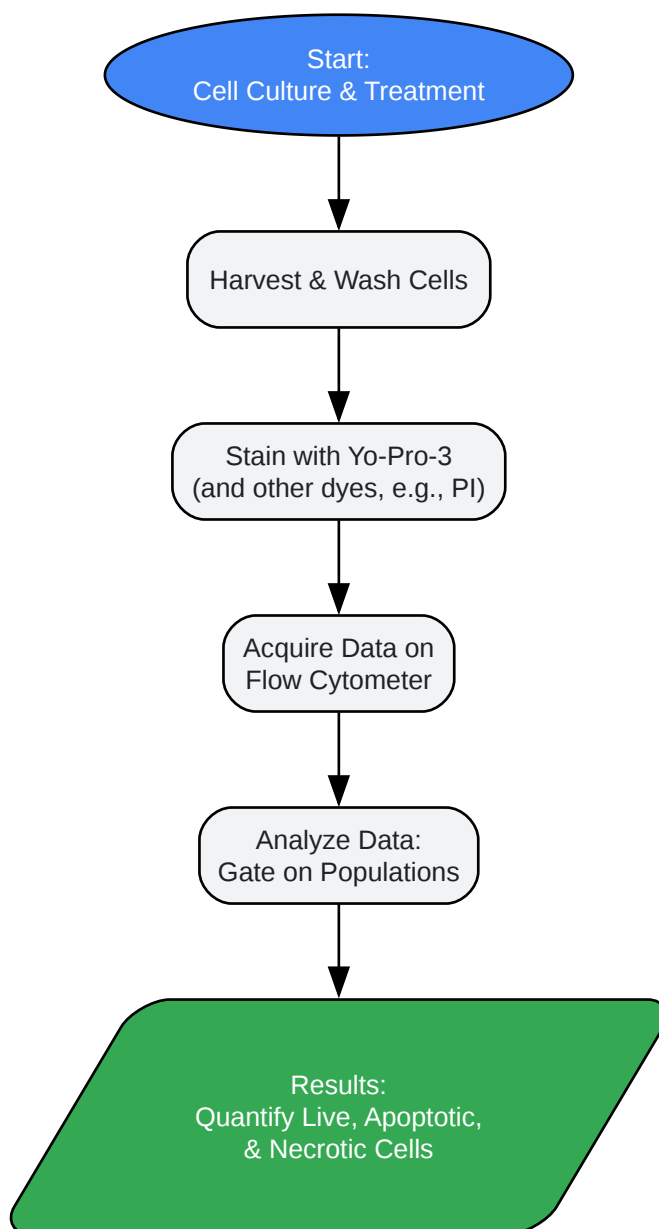 Start:
Cell Culture & Treatment
Harvest & Wash Cells
Stain with Yo-Pro-3
(and other dyes, e.g., PI)
Acquire Data on
Flow Cytometer
Analyze Data:
Gate on Populations
Results:
Quantify Live, Apoptotic,
& Necrotic Cells